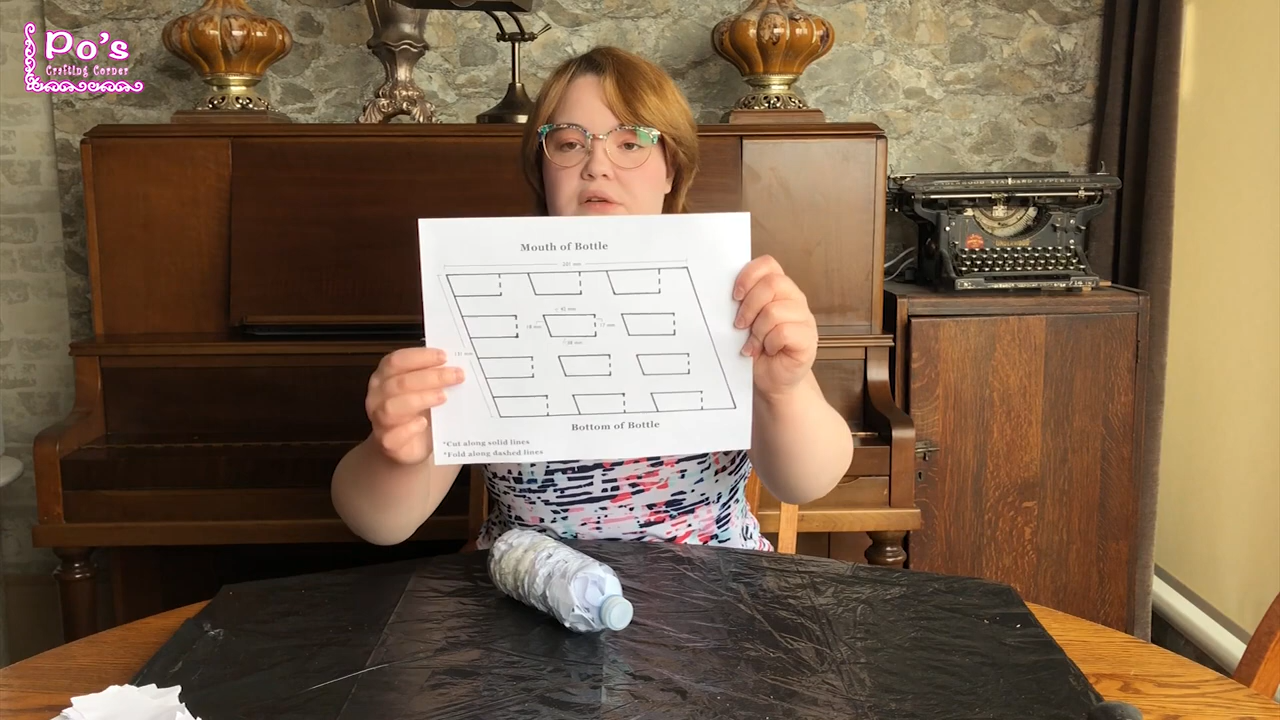 Po's
Crafting Corner
Mouth of Bottle
Bottom of Bottle
*Cut along solid lines
*Fold along dashed lines